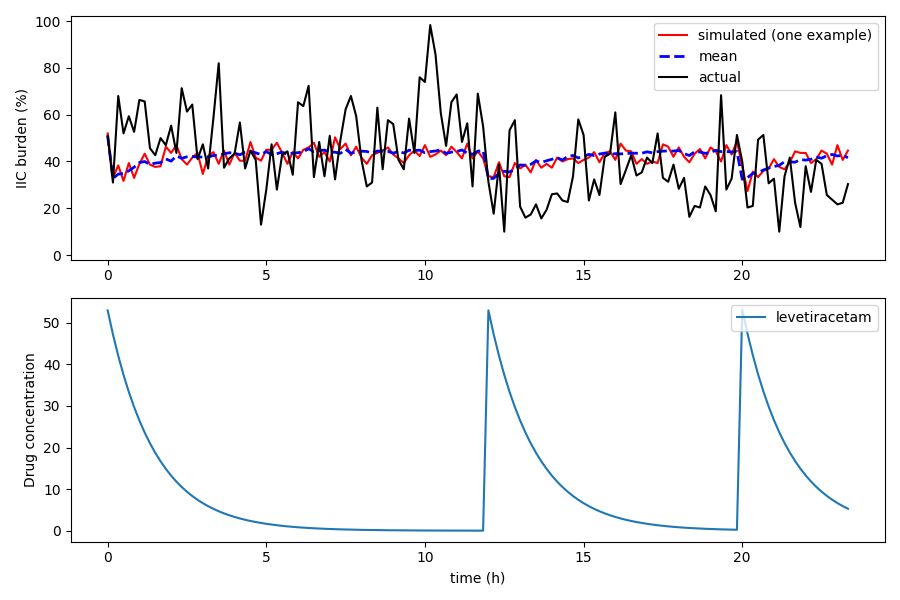 IIC burden (%)
100
80
60
40
20
0
simulated (one example)
mean
actual
0 5 10 15 20
Drug concentration
50
40
30
20
10
0
levetiracetam
0 5 10 15 20
time (h)